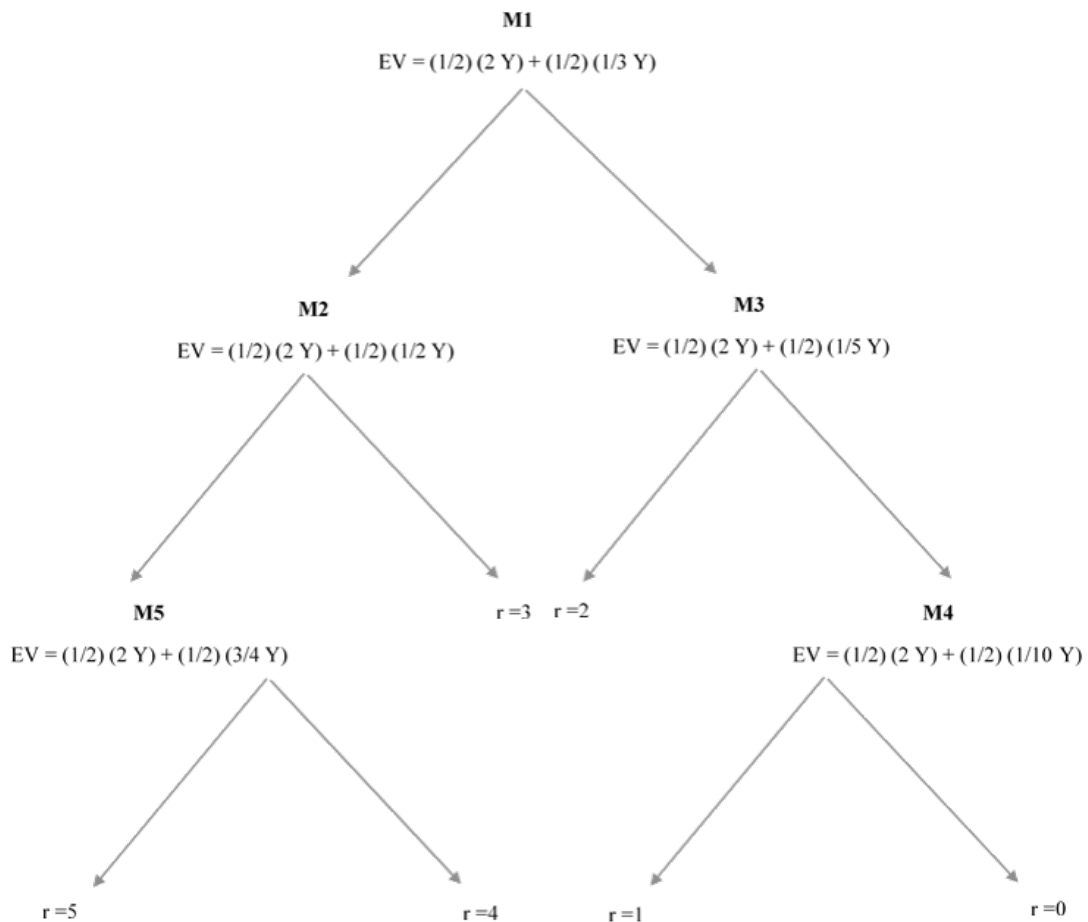 M1
EV = (1/2) (2 Y) + (1/2) (1/3 Y)
M2
EV = (1/2) (2 Y) + (1/2) (1/2 Y)
M3
EV = (1/2) (2 Y) + (1/2) (1/5 Y)
M5
EV = (1/2) (2 Y) + (1/2) (3/4 Y)
r =3
r =2
M4
EV = (1/2) (2 Y) + (1/2) (1/10 Y)
r =5
r =4
r =1
r =0